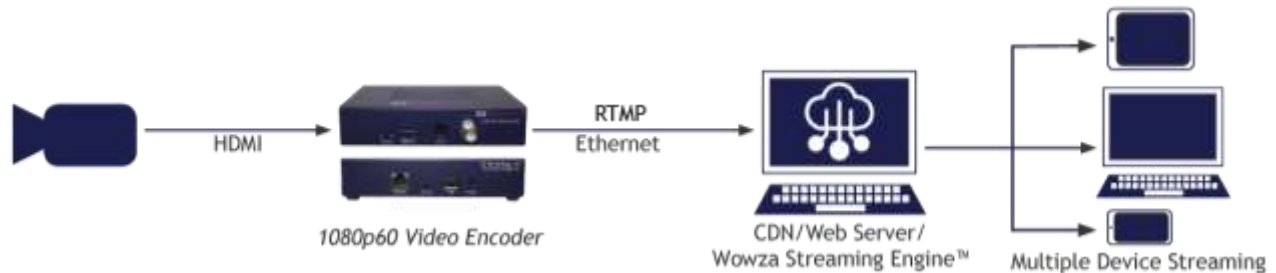 HDMI
1080p60 Video Encoder
RTMP
Ethernet
CDN/Web Server/
Wowza Streaming Engine™
Multiple Device Streaming